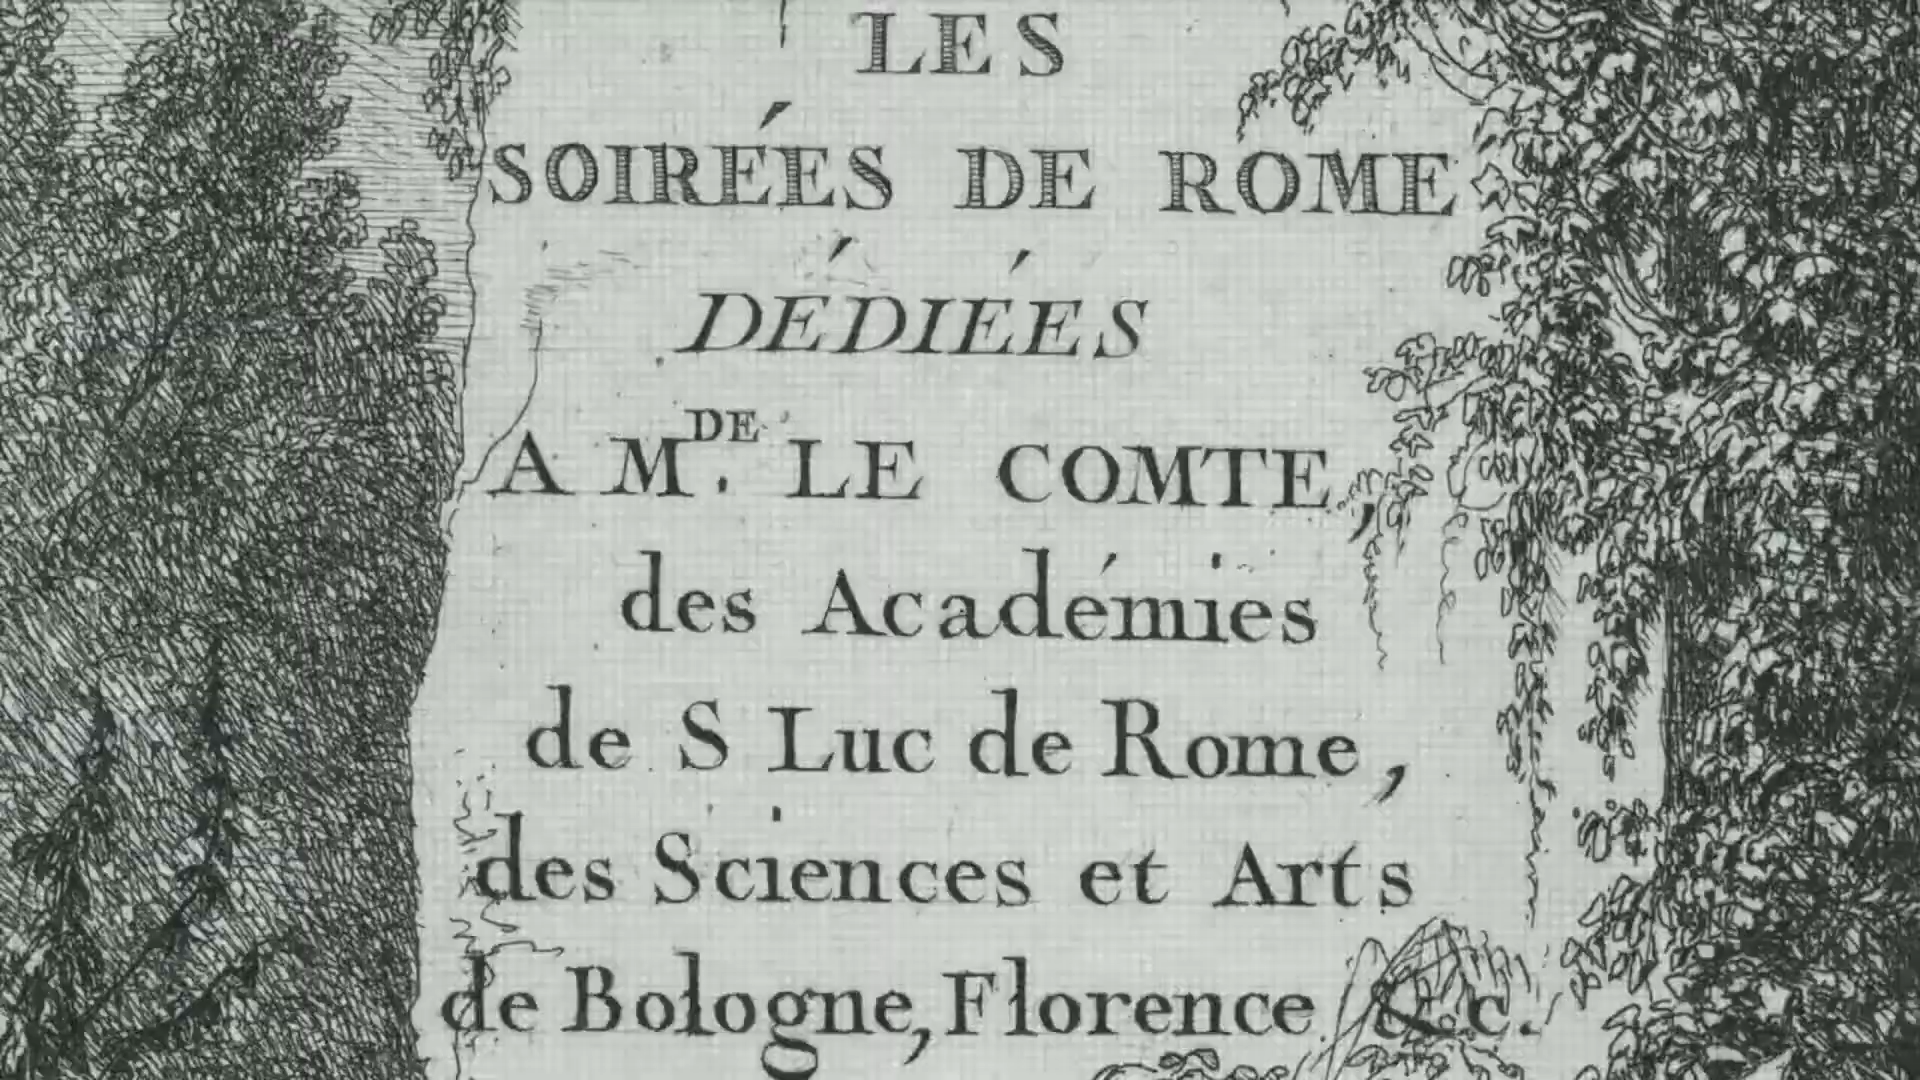 LES
SOIRÉES DE ROME
DÉDIÉES
A M.DE LE COMTE,
des Académies
de S Luc de Rome,
des Sciences et Arts
de Bologne, Florence &.c.